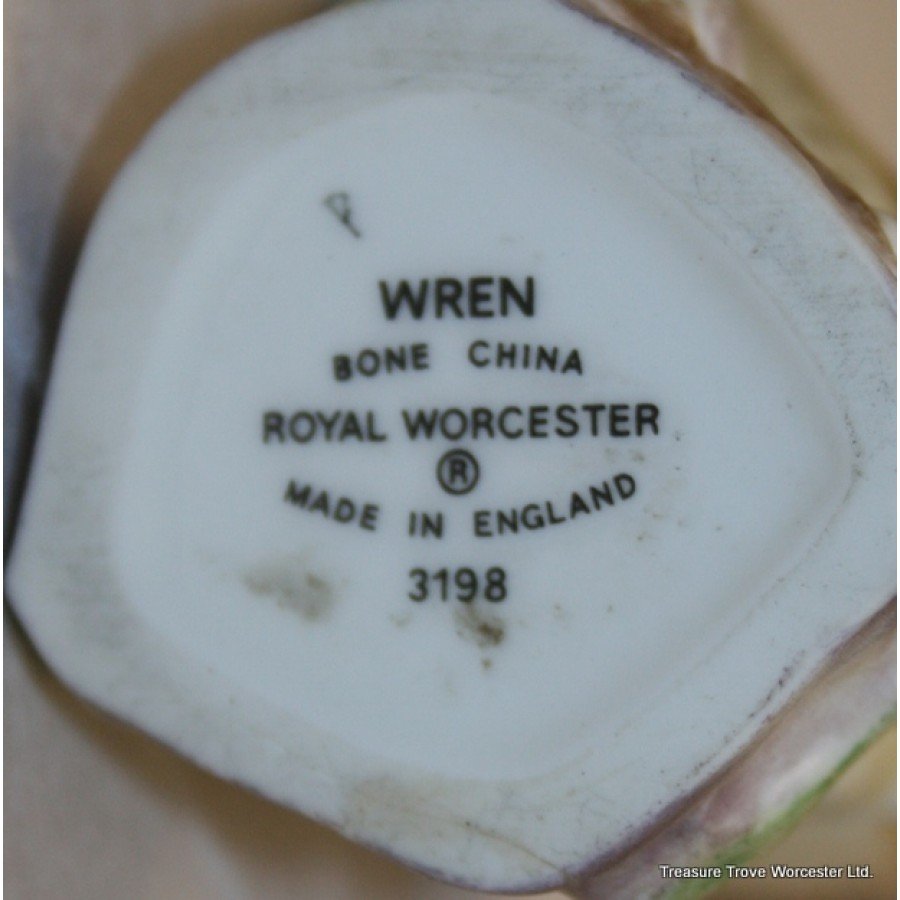 WREN
BONE CHINA
ROYAL WORCESTER
®
MADE IN ENGLAND
3198
Treasure Trove Worcester Ltd.